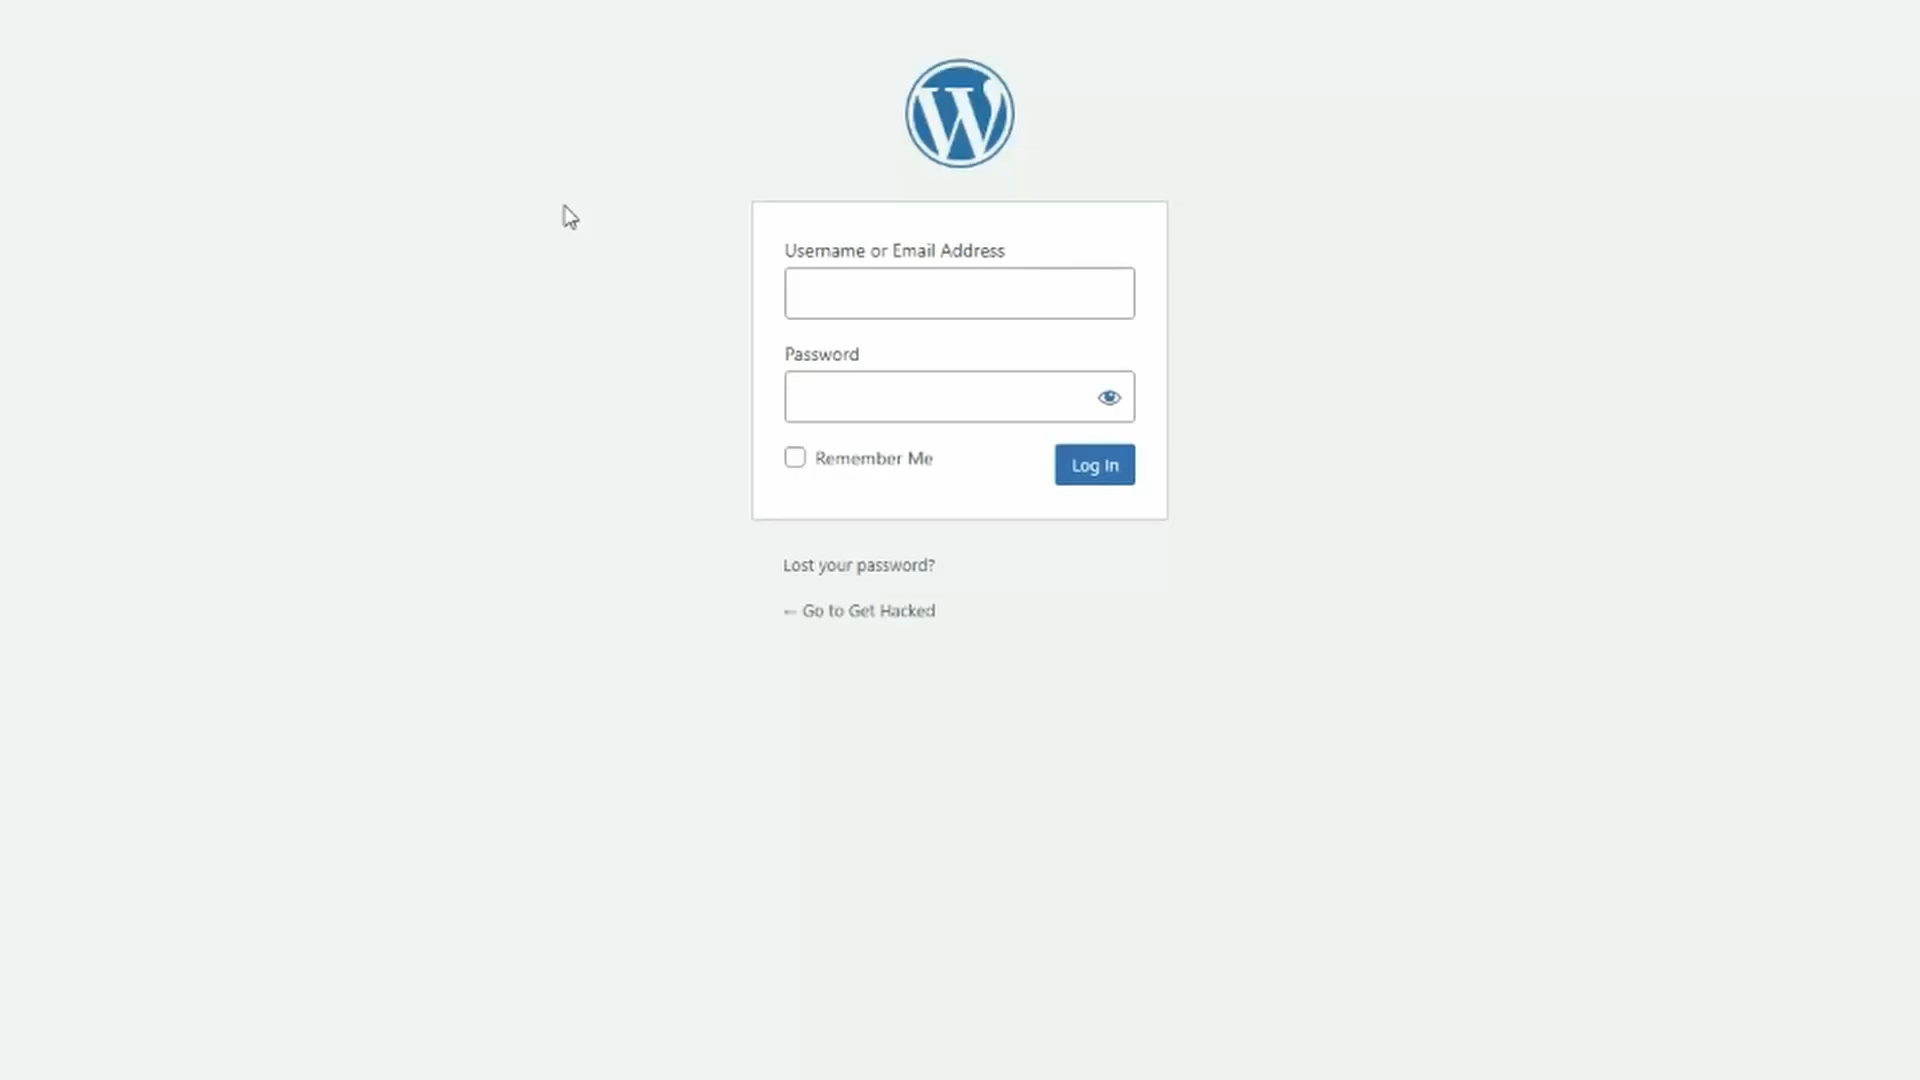 Username or Email Address
Password
Remember Me
Log In
Lost your password?
← Go to Get Hacked